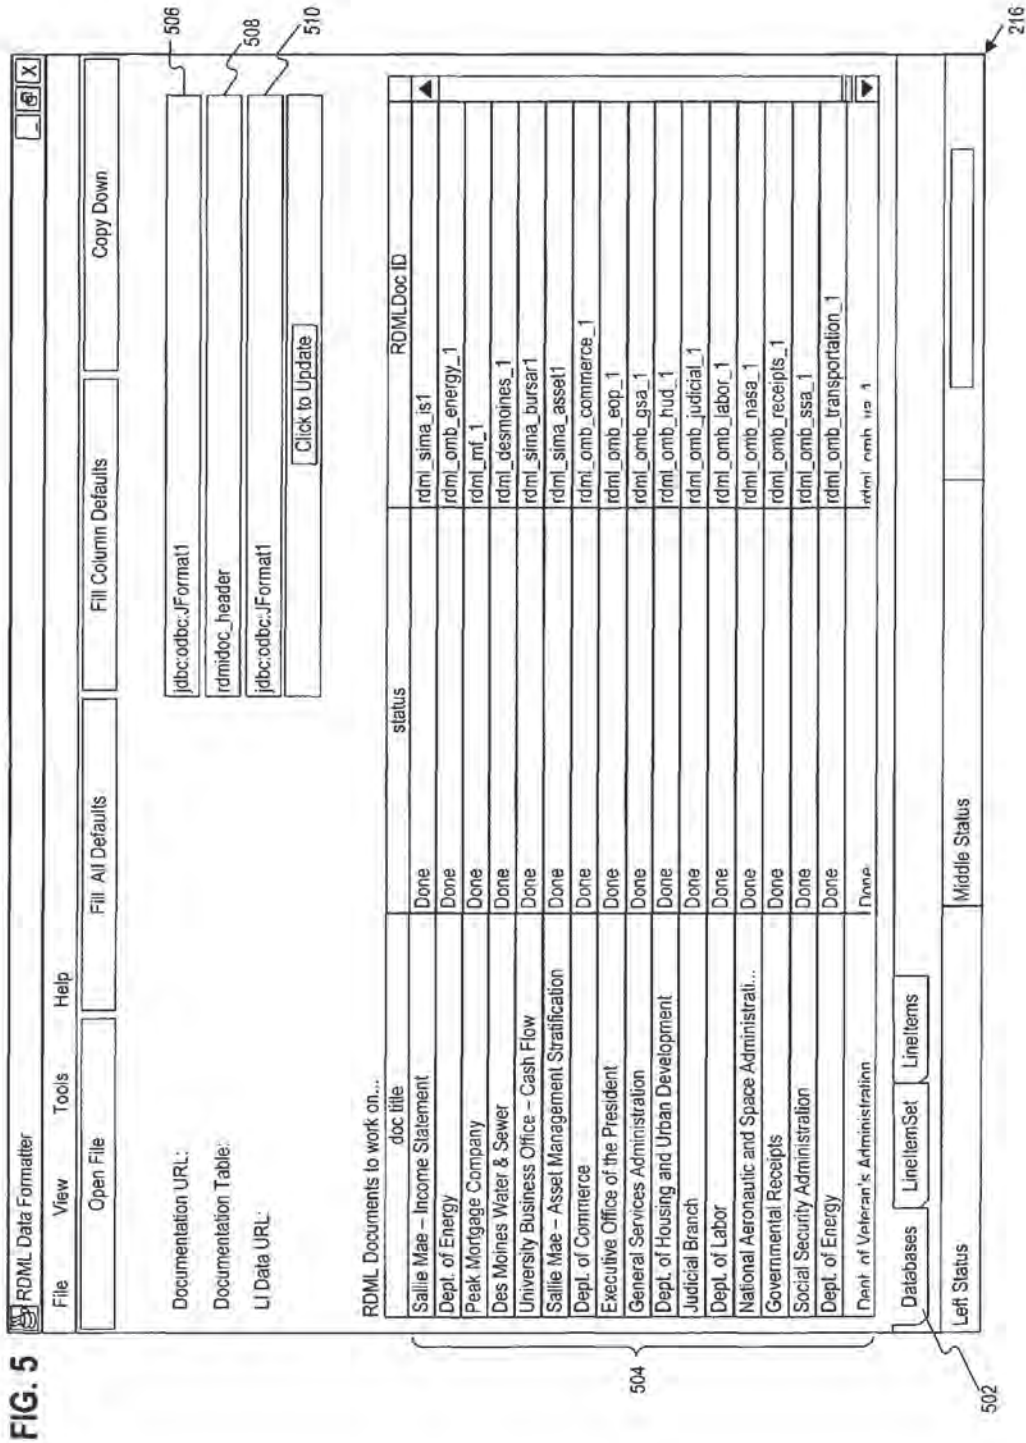 FIG. 5
RDML Data Formatter
_ X
File View Tools Help
Open File Fill All Defaults Fill Column Defaults Copy Down
Documentation URL: jdbc:odbc:JFormat1 506
Documentation Table: rdmidoc_header 508
LI Data URL: jdbc:odbc:JFormat1 510
Click to Update
RDML Documents to work on...
doc title status RDMLDoc ID
Sallie Mae – Income Statement Done rdml_sima_is1
Dept. of Energy Done rdml_omb_energy_1
Peak Mortgage Company Done rdml_mf_1
Des Moines Water & Sewer Done rdml_desmoines_1
University Business Office – Cash Flow Done rdml_sima_bursar1
Sallie Mae – Asset Management Stratification Done rdml_sima_asset1
Dept. of Commerce Done rdml_omb_commerce_1
Executive Office of the President Done rdml_omb_eop_1
General Services Administration Done rdml_omb_gsa_1
Dept. of Housing and Urban Development Done rdml_omb_hud_1
Judicial Branch Done rdml_omb_judicial_1
Dept. of Labor Done rdml_omb_labor_1
National Aeronautic and Space Administrati... Done rdml_omb_nasa_1
Governmental Receipts Done rdml_omb_receipts_1
Social Security Administration Done rdml_omb_ssa_1
Dept. of Energy Done rdml_omb_transportation_1
Dept. of Veteran's Administration Done rdml_omb_va_1
504
Databases LineItemSet LineItems
502
Left Status Middle Status
216